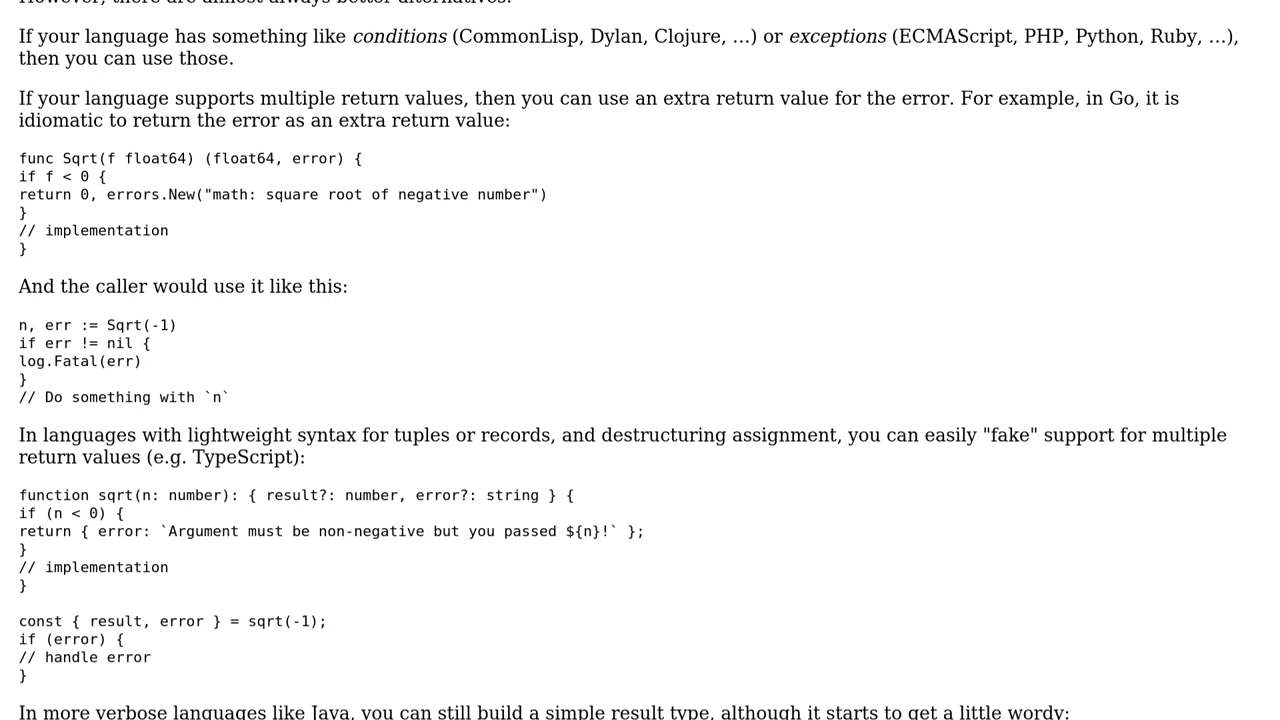 However, there are almost always better alternatives.
If your language has something like conditions (CommonLisp, Dylan, Clojure, …) or exceptions (ECMAScript, PHP, Python, Ruby, …),
then you can use those.
If your language supports multiple return values, then you can use an extra return value for the error. For example, in Go, it is
idiomatic to return the error as an extra return value:
func Sqrt(f float64) (float64, error) {
if f < 0 {
return 0, errors.New("math: square root of negative number")
}
// implementation
}
And the caller would use it like this:
n, err := Sqrt(-1)
if err != nil {
log.Fatal(err)
}
// Do something with `n`
In languages with lightweight syntax for tuples or records, and destructuring assignment, you can easily "fake" support for multiple
return values (e.g. TypeScript):
function sqrt(n: number): { result?: number, error?: string } {
if (n < 0) {
return { error: `Argument must be non-negative but you passed ${n}!` };
}
// implementation
}
const { result, error } = sqrt(-1);
if (error) {
// handle error
}
In more verbose languages like Java, you can still build a simple result type, although it starts to get a little wordy: